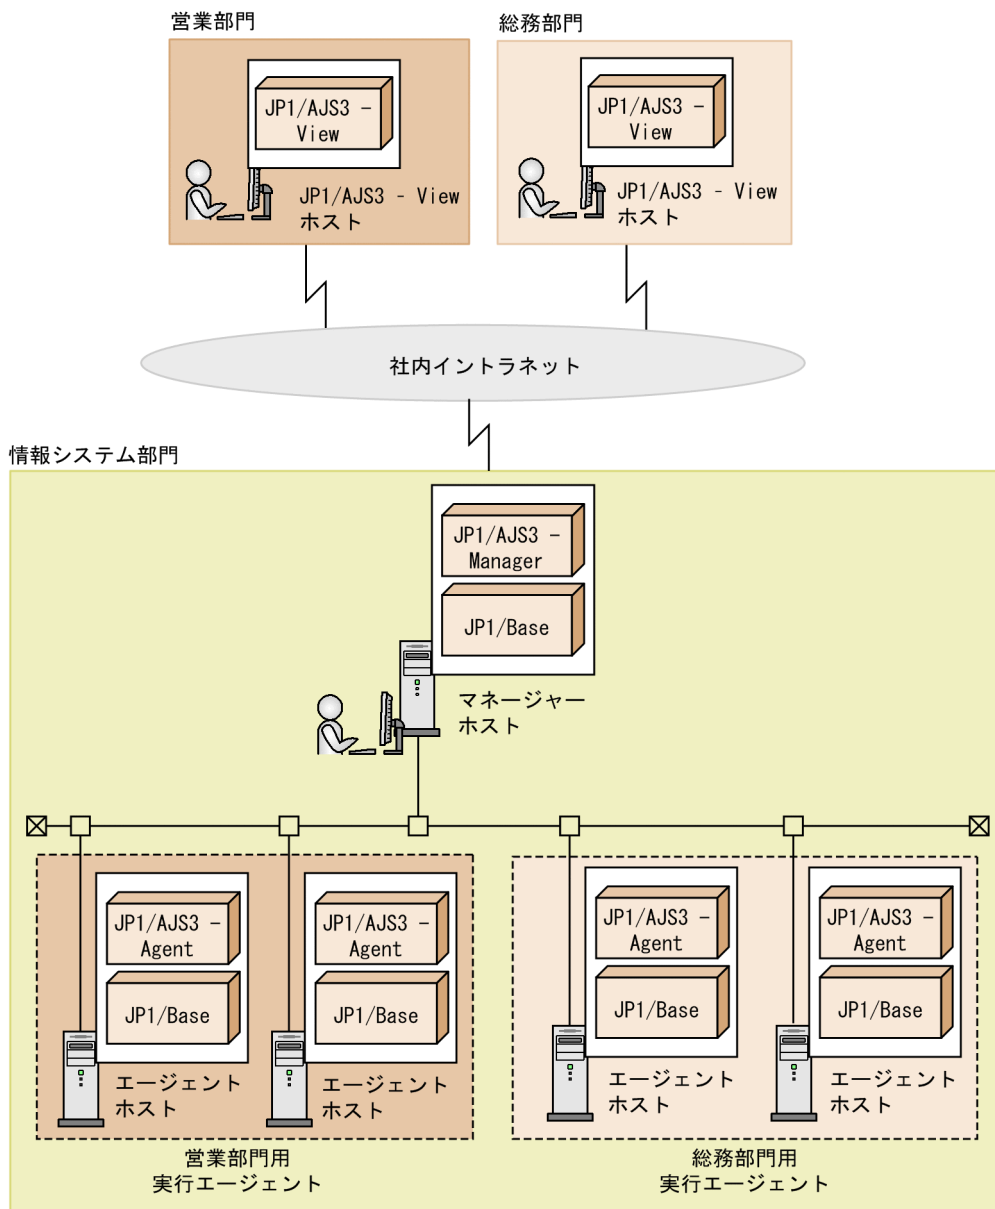 営業部門
総務部門
JP1/AJS3 -
View
JP1/AJS3 -
View
JP1/AJS3 - View
ホスト
JP1/AJS3 - View
ホスト
社内イントラネット
情報システム部門
JP1/AJS3 -
Manager
JP1/Base
マネージャー
ホスト
JP1/AJS3 -
Agent
JP1/Base
エージェント
ホスト
JP1/AJS3 -
Agent
JP1/Base
エージェント
ホスト
営業部門用
実行エージェント
JP1/AJS3 -
Agent
JP1/Base
エージェント
ホスト
JP1/AJS3 -
Agent
JP1/Base
エージェント
ホスト
総務部門用
実行エージェント